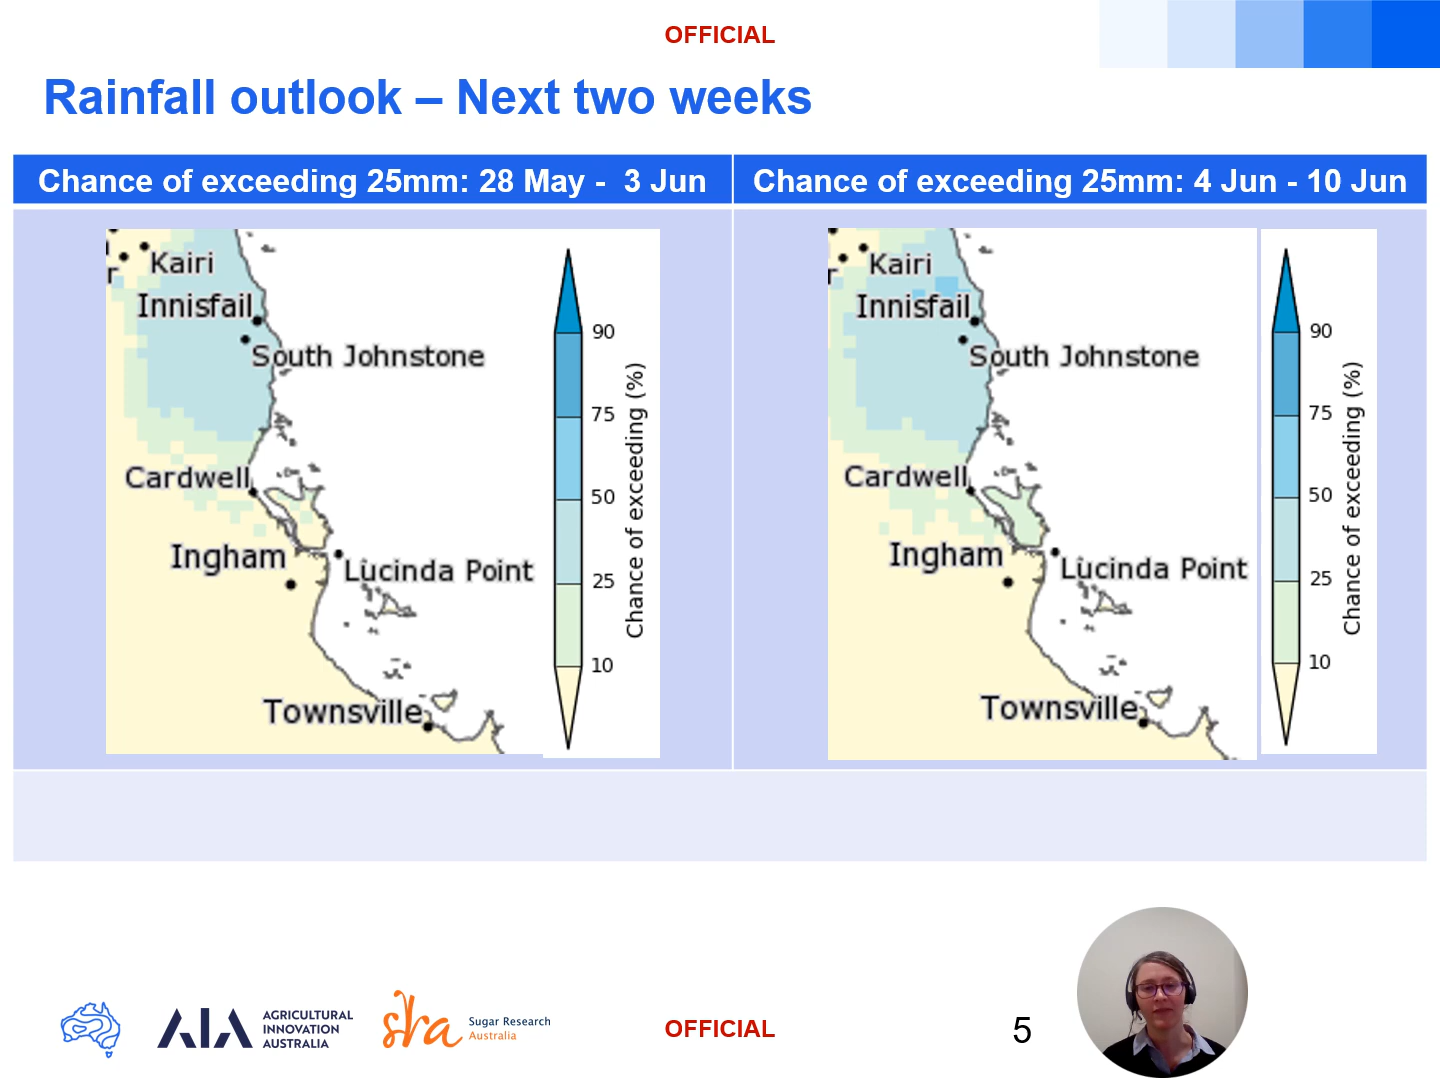 OFFICIAL
Rainfall outlook – Next two weeks
Chance of exceeding 25mm: 28 May -  3 Jun
Chance of exceeding 25mm: 4 Jun - 10 Jun
Kairi
r
Innisfail
South Johnstone
Cardwell
Ingham
Lucinda Point
Townsville
90
75
50
25
10
Chance of exceeding (%)
Kairi
r
Innisfail
South Johnstone
Cardwell
Ingham
Lucinda Point
Townsville
90
75
50
25
10
Chance of exceeding (%)
AIA
AGRICULTURAL
INNOVATION
AUSTRALIA
sra
Sugar Research
Australia
OFFICIAL
5